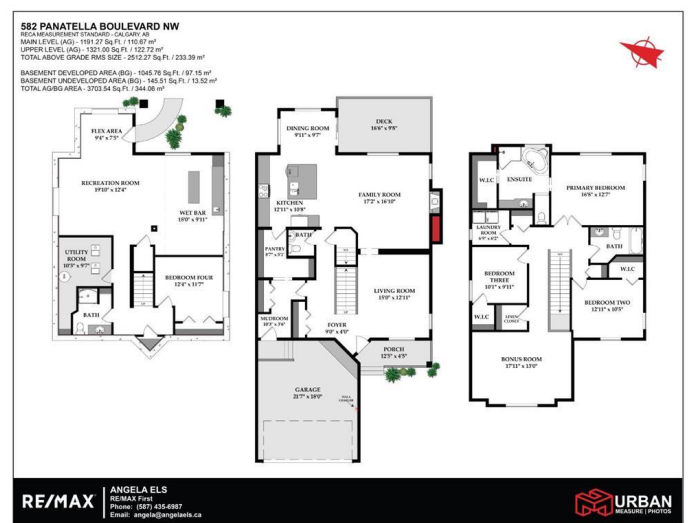 582 PANATELLA BOULEVARD NW
RECA MEASUREMENT STANDARD - CALGARY, AB
MAIN LEVEL (AG) - 1191.27 Sq.Ft. / 110.67 m²
UPPER LEVEL (AG) - 1321.00 Sq.Ft. / 122.72 m²
TOTAL ABOVE GRADE RMS SIZE - 2512.27 Sq.Ft. / 233.39 m²
BASEMENT DEVELOPED AREA (BG) - 1045.76 Sq.Ft. / 97.15 m²
BASEMENT UNDEVELOPED AREA (BG) - 145.51 Sq.Ft. / 13.52 m²
TOTAL AG/BG AREA - 3703.54 Sq.Ft. / 344.06 m²
FLEX AREA
9'4" x 7'5"
RECREATION ROOM
19'10" x 12'4"
WET BAR
15'0" x 9'11"
UTILITY
ROOM
10'3" x 9'7"
BEDROOM FOUR
12'4" x 11'7"
BATH
UP
DINING ROOM
9'11" x 9'7"
DECK
16'6" x 9'8"
KITCHEN
12'11" x 10'8"
FAMILY ROOM
17'2" x 16'10"
PANTRY
BATH
LIVING ROOM
15'0" x 12'11"
MUDROOM
FOYER
9'0" x 4'0"
PORCH
12'5" x 4'5"
GARAGE
21'7" x 18'0"
W.I.C
ENSUITE
PRIMARY BEDROOM
16'8" x 12'7"
LAUNDRY
ROOM
6'9" x 6'2"
BATH
BEDROOM
THREE
10'1" x 9'11"
W.I.C
BEDROOM TWO
12'11" x 10'5"
W.I.C
LINEN
CLOSET
BONUS ROOM
17'11" x 13'0"
RE/MAX
ANGELA ELS
RE/MAX First
Phone: (587) 435-6987
Email: angela@angelaels.ca
URBAN
MEASURE | PHOTOS